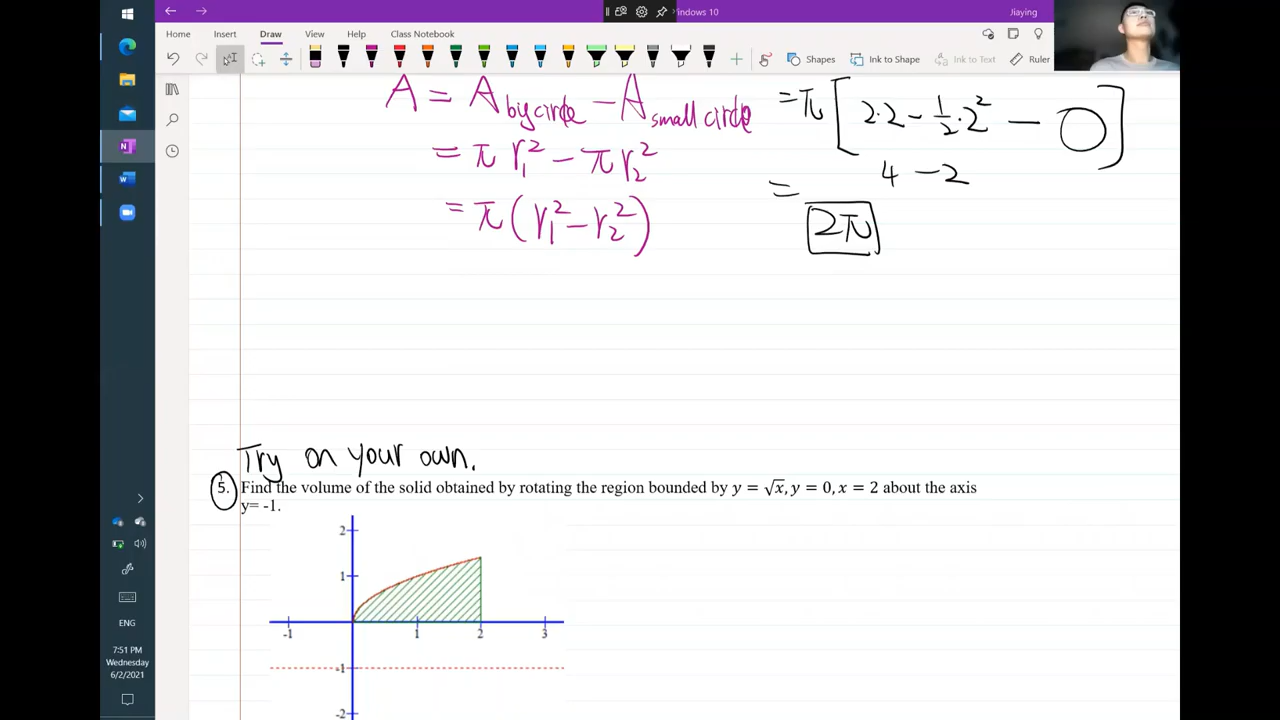 indows 10
Jiaying
Home Insert Draw View Help Class Notebook
Shapes Ink to Shape Ink to Text Ruler
A = A by circle - A small circle
= π r₁² - π r₂²
= π(r₁² - r₂²)
= π [ 2·2 - ½·2² - 0 ]
4 - 2
=
2π
Try on your own.
5. Find the volume of the solid obtained by rotating the region bounded by y = √x, y = 0, x = 2 about the axis
y= -1.
2
1
-1 1 2 3
-1
-2
ENG
7:51 PM
Wednesday
6/2/2021